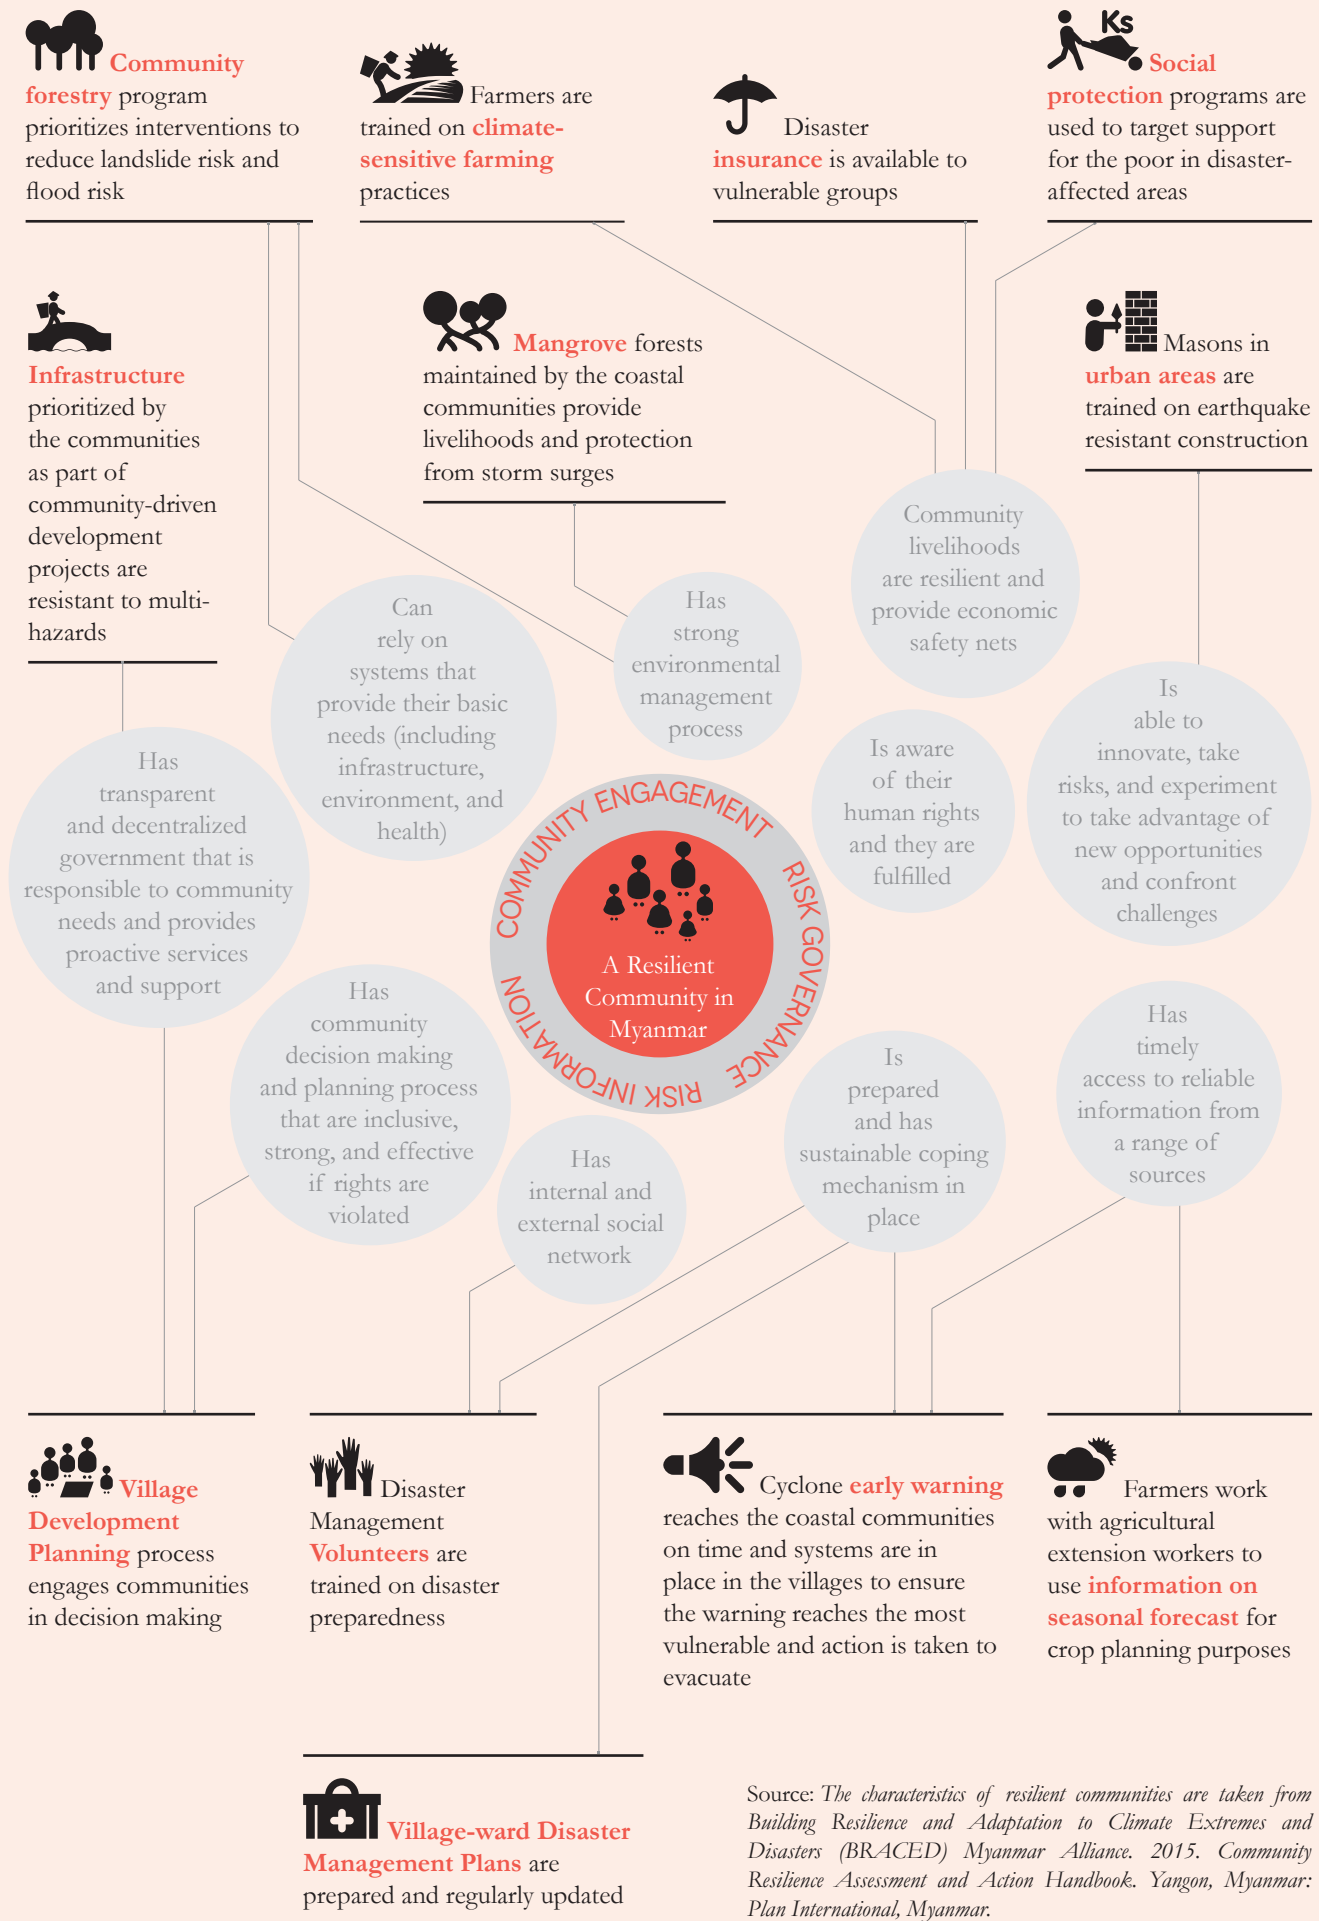 Community
forestry program
prioritizes interventions to
reduce landslide risk and
flood risk
Farmers are
trained on climate-
sensitive farming
practices
Disaster
insurance is available to
vulnerable groups
Ks
Social
protection programs are
used to target support
for the poor in disaster-
affected areas
Infrastructure
prioritized by
the communities
as part of
community-driven
development
projects are
resistant to multi-
hazards
Mangrove forests
maintained by the coastal
communities provide
livelihoods and protection
from storm surges
Masons in
urban areas are
trained on earthquake
resistant construction
Community
livelihoods
are resilient and
provide economic
safety nets
Can
rely on
systems that
provide their basic
needs (including
infrastructure,
environment, and
health)
Has
strong
environmental
management
process
Is
able to
innovate, take
risks, and experiment
to take advantage of
new opportunities
and confront
challenges
Has
transparent
and decentralized
government that is
responsible to community
needs and provides
proactive services
and support
Is aware
of their
human rights
and they are
fulfilled
COMMUNITY ENGAGEMENT
RISK GOVERNANCE
RISK INFORMATION
A Resilient
Community in
Myanmar
Has
community
decision making
and planning process
that are inclusive,
strong, and effective
if rights are
violated
Has
internal and
external social
network
Is
prepared
and has
sustainable coping
mechanism in
place
Has
timely
access to reliable
information from
a range of
sources
Village
Development
Planning process
engages communities
in decision making
Disaster
Management
Volunteers are
trained on disaster
preparedness
Cyclone early warning
reaches the coastal communities
on time and systems are in
place in the villages to ensure
the warning reaches the most
vulnerable and action is taken to
evacuate
Farmers work
with agricultural
extension workers to
use information on
seasonal forecast for
crop planning purposes
Village-ward Disaster
Management Plans are
prepared and regularly updated
Source: The characteristics of resilient communities are taken from
Building Resilience and Adaptation to Climate Extremes and
Disasters (BRACED) Myanmar Alliance. 2015. Community
Resilience Assessment and Action Handbook. Yangon, Myanmar:
Plan International, Myanmar.